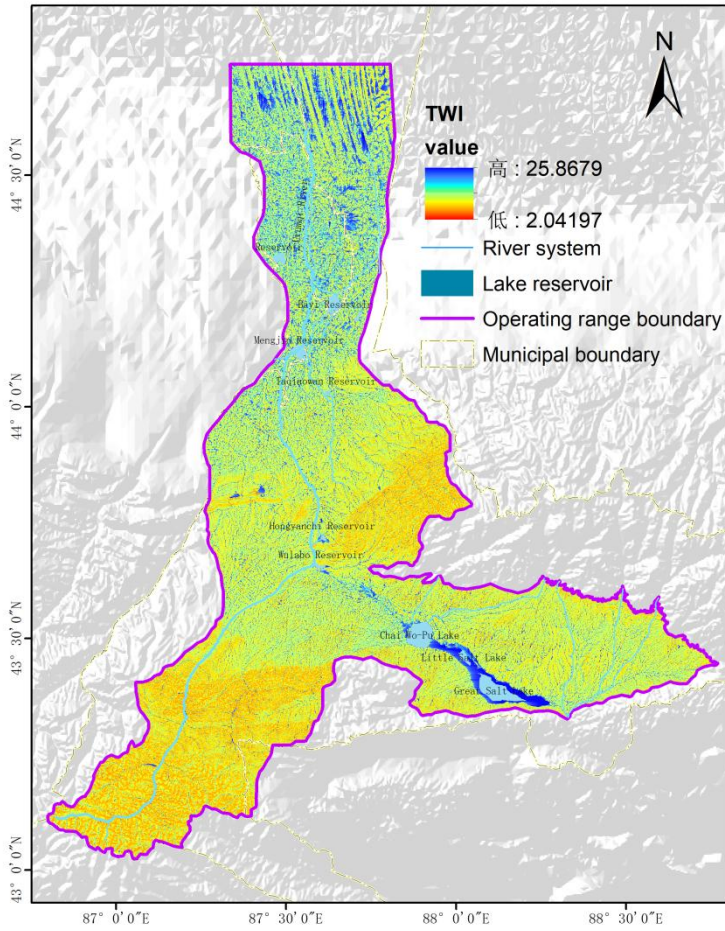 N
TWI
value
高 : 25.8679
低 : 2.04197
River system
Lake reservoir
Operating range boundary
Municipal boundary
44° 30'0"N
44° 0'0"N
43° 30'0"N
43° 0'0"N
River
Reservoir
Bayi Reservoir
Mengjin Reservoir
Reservoir
Hongyanchi Reservoir
Wulabo Reservoir
Chai Wo-Pu Lake
Little Salt Lake
Great Salt Lake
87° 0'0"E
87° 30'0"E
88° 0'0"E
88° 30'0"E